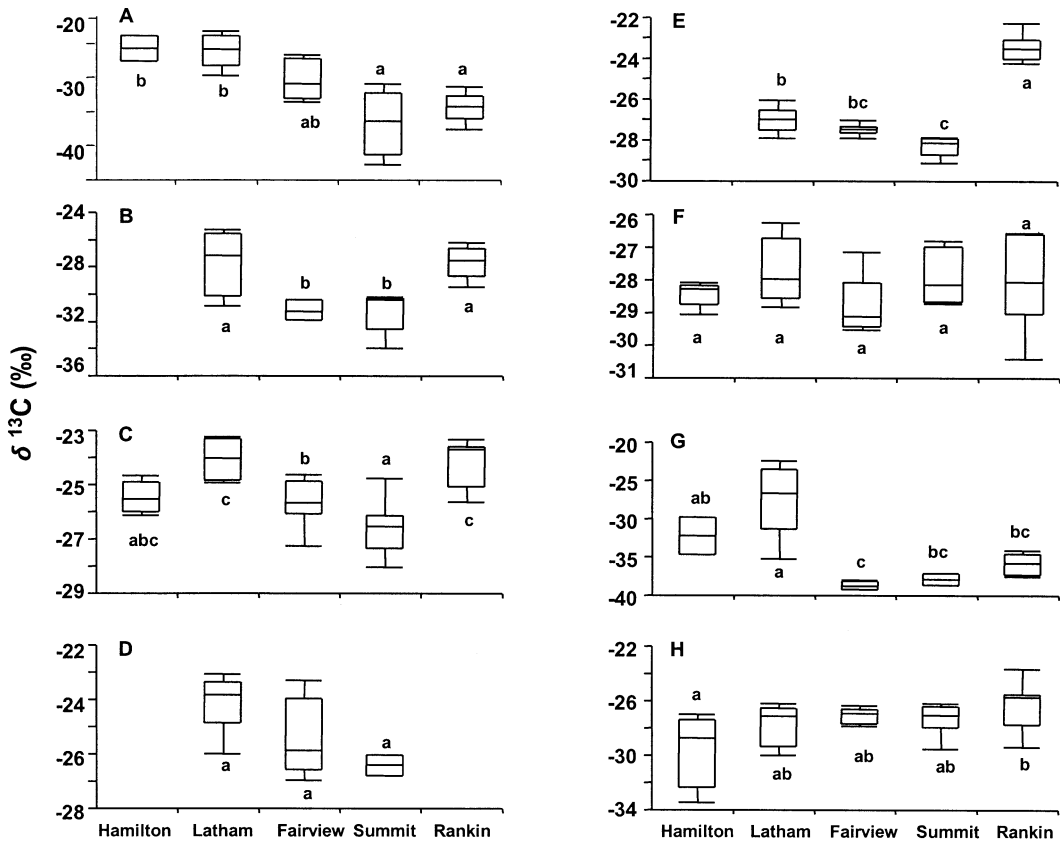 δ 13C (‰)
A
-20
-30
-40
b
b
ab
a
a
B
-24
-28
-32
-36
a
b
b
a
C
-23
-25
-27
-29
abc
c
b
a
c
D
-22
-24
-26
-28
a
a
a
Hamilton Latham Fairview Summit Rankin
E
-22
-24
-26
-28
-30
b
bc
c
a
F
-26
-27
-28
-29
-30
-31
a
a
a
a
a
G
-20
-25
-30
-35
-40
ab
a
c
bc
bc
H
-22
-26
-30
-34
a
ab
ab
ab
b
Hamilton Latham Fairview Summit Rankin